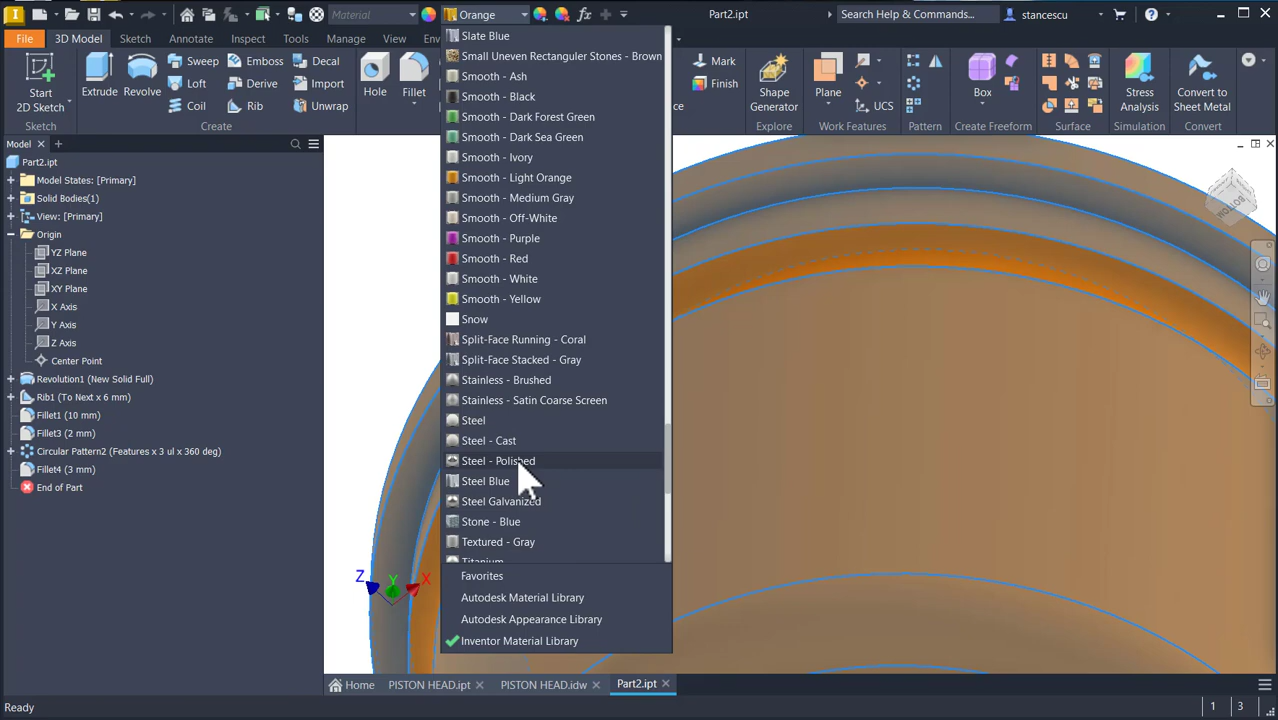 Material
Orange
Part2.ipt
Search Help & Commands...
stancescu
File
3D Model
Sketch
Annotate
Inspect
Tools
Manage
View
Start
2D Sketch
Extrude
Revolve
Sweep
Loft
Coil
Emboss
Derive
Rib
Decal
Import
Unwrap
Hole
Fillet
Mark
Finish
Shape
Generator
Plane
UCS
Box
Stress
Analysis
Convert to
Sheet Metal
Sketch
Create
Explore
Work Features
Pattern
Create Freeform
Surface
Simulation
Convert
Model
Part2.ipt
Model States: [Primary]
Solid Bodies(1)
View: [Primary]
Origin
YZ Plane
XZ Plane
XY Plane
X Axis
Y Axis
Z Axis
Center Point
Revolution1 (New Solid Full)
Rib1 (To Next x 6 mm)
Fillet1 (10 mm)
Fillet3 (2 mm)
Circular Pattern2 (Features x 3 ul x 360 deg)
Fillet4 (3 mm)
End of Part
Slate Blue
Small Uneven Rectanguler Stones - Brown
Smooth - Ash
Smooth - Black
Smooth - Dark Forest Green
Smooth - Dark Sea Green
Smooth - Ivory
Smooth - Light Orange
Smooth - Medium Gray
Smooth - Off-White
Smooth - Purple
Smooth - Red
Smooth - White
Smooth - Yellow
Snow
Split-Face Running - Coral
Split-Face Stacked - Gray
Stainless - Brushed
Stainless - Satin Coarse Screen
Steel
Steel - Cast
Steel - Polished
Steel Blue
Steel Galvanized
Stone - Blue
Textured - Gray
Titanium
Favorites
Autodesk Material Library
Autodesk Appearance Library
Inventor Material Library
BOTTOM
Z
Y
X
Home
PISTON HEAD.ipt
PISTON HEAD.idw
Part2.ipt
Ready
1
3